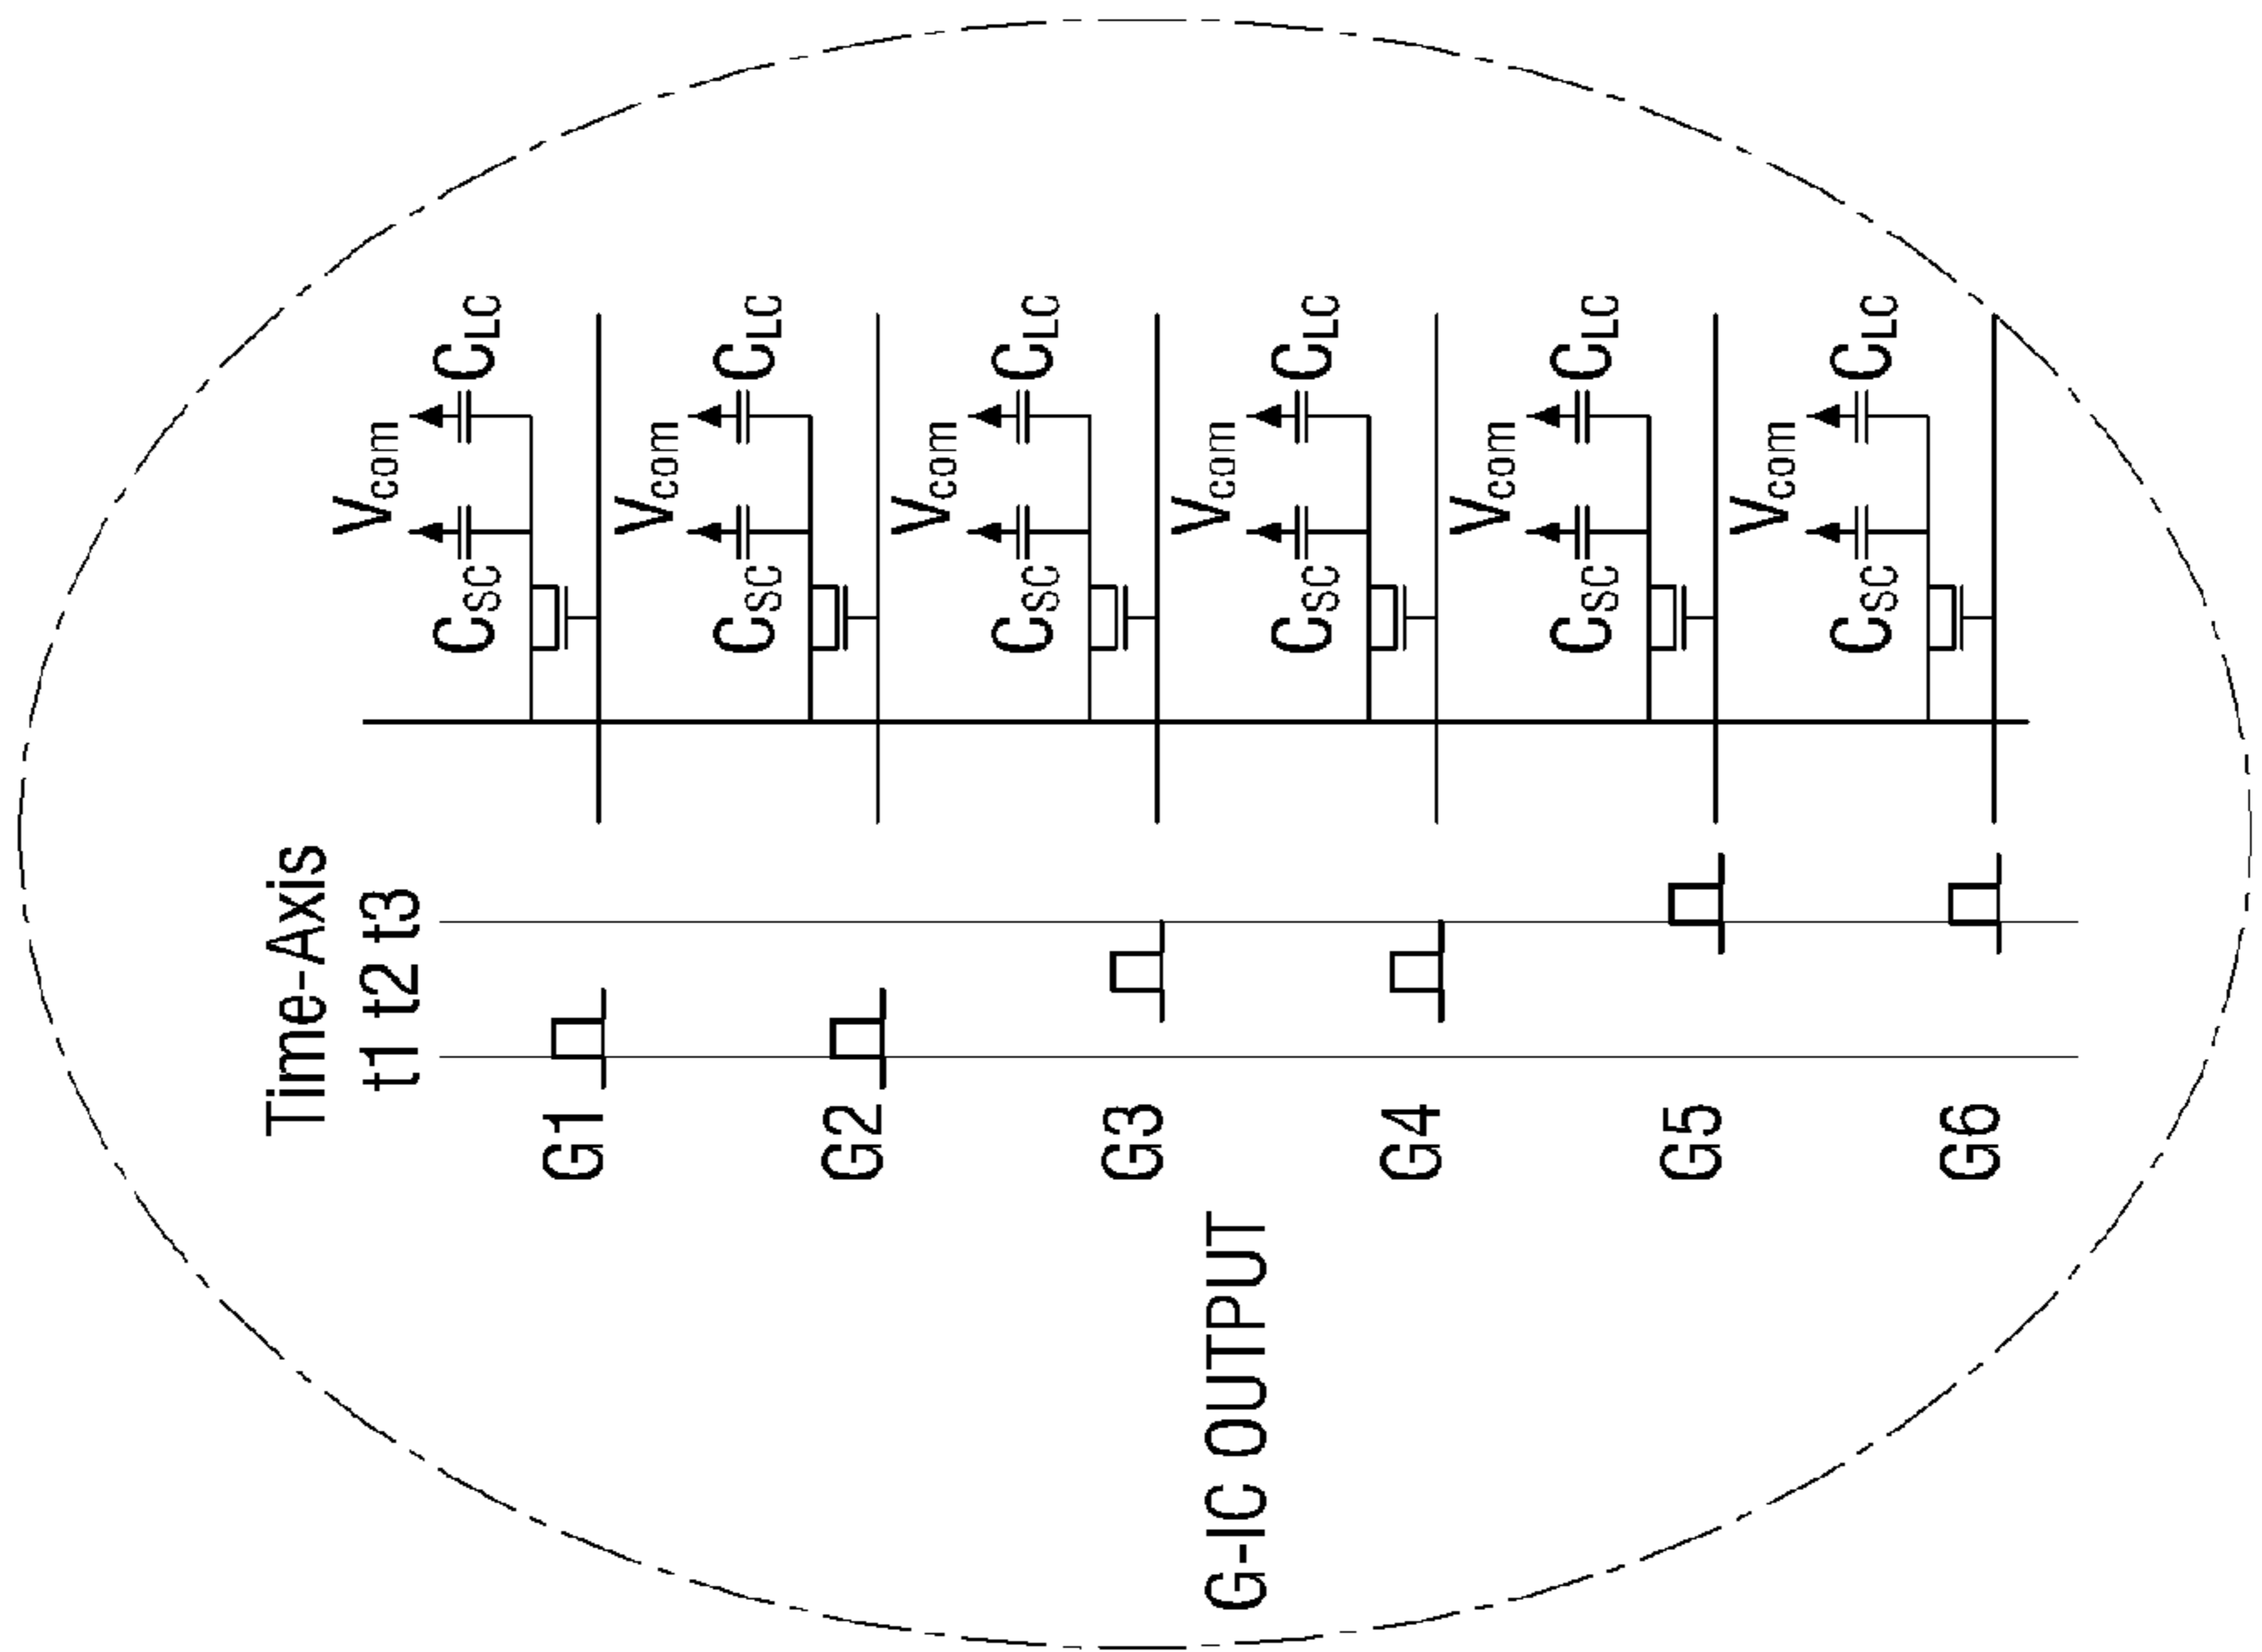 Time-Axis
t1 t2 t3
Vcom
CSC CLC
G1
Vcom
CSC CLC
G2
Vcom
CSC CLC
G3
G-IC OUTPUT
Vcom
CSC CLC
G4
Vcom
CSC CLC
G5
Vcom
CSC CLC
G6